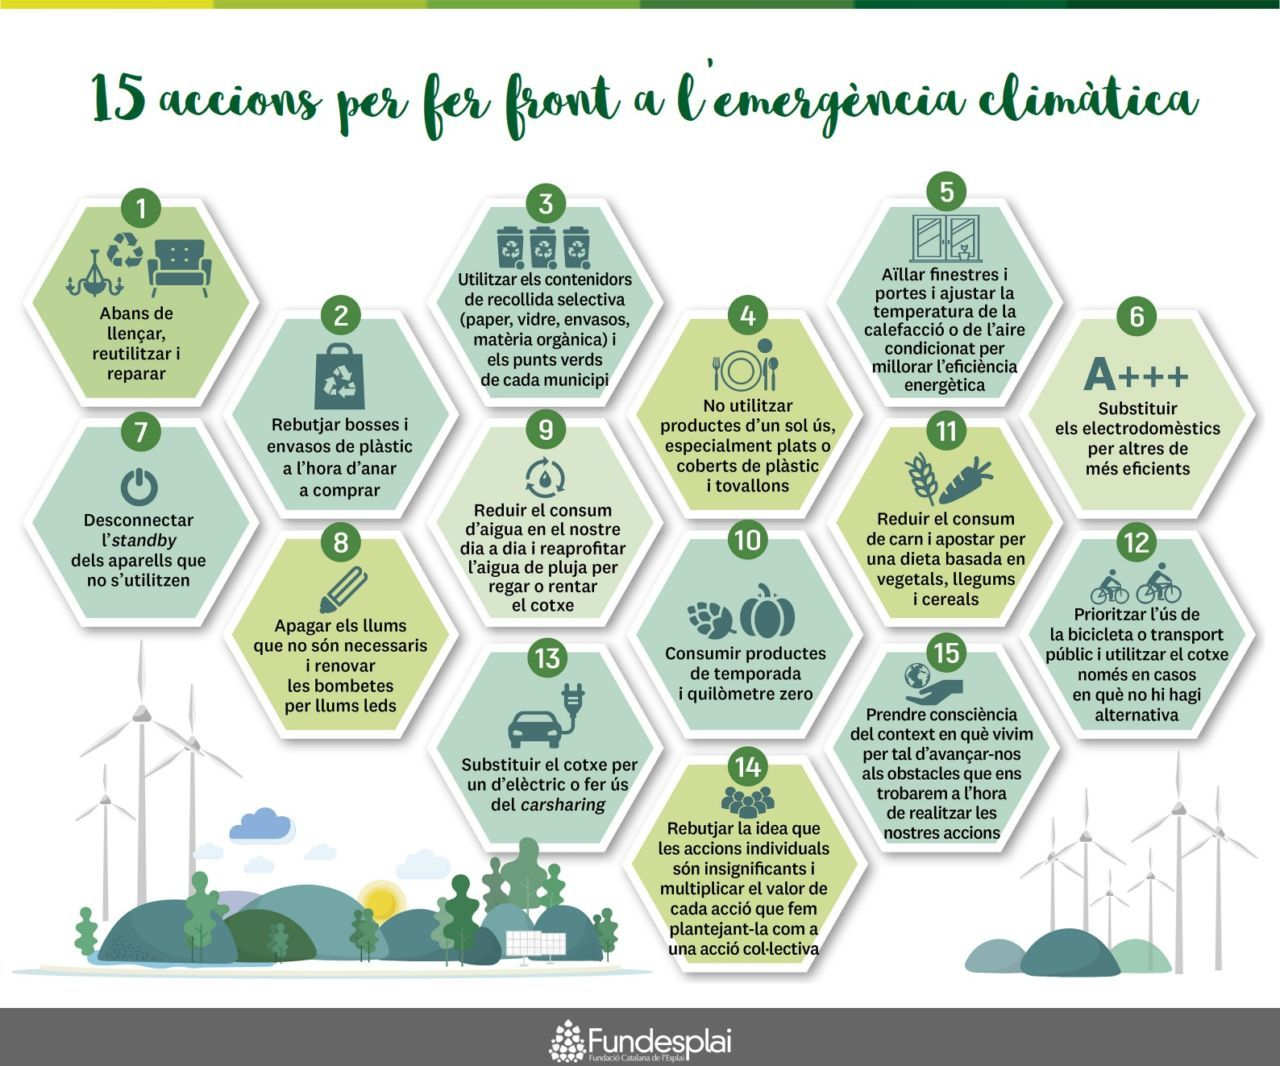 15 accions per fer front a l'emergència climàtica
1
Abans de
llençar,
reutilitzar i
reparar
2
Rebutjar bosses i
envasos de plàstic
a l'hora d'anar
a comprar
3
Utilitzar els contenidors
de recollida selectiva
(paper, vidre, envasos,
matèria orgànica) i
els punts verds
de cada municipi
4
No utilitzar
productes d'un sol ús,
especialment plats o
coberts de plàstic
i tovallons
5
Aïllar finestres i
portes i ajustar la
temperatura de la
calefacció o de l'aire
condicionat per
millorar l'eficiència
energètica
6
A+++
Substituir
els electrodomèstics
per altres de
més eficients
7
Desconnectar
l'standby
dels aparells que
no s'utilitzen
8
Apagar els llums
que no són necessaris
i renovar
les bombetes
per llums leds
9
Reduir el consum
d'aigua en el nostre
dia a dia i reaprofitar
l'aigua de pluja per
regar o rentar
el cotxe
10
Consumir productes
de temporada
i quilòmetre zero
11
Reduir el consum
de carn i apostar per
una dieta basada en
vegetals, llegums
i cereals
12
Prioritzar l'ús de
la bicicleta o transport
públic i utilitzar el cotxe
només en casos
en què no hi hagi
alternativa
13
Substituir el cotxe per
un d'elèctric o fer ús
del carsharing
14
Rebutjar la idea que
les accions individuals
són insignificants i
multiplicar el valor de
cada acció que fem
plantejant-la com a
una acció col·lectiva
15
Prendre consciència
del context en què vivim
per tal d'avançar-nos
als obstacles que ens
trobarem a l'hora
de realitzar les
nostres accions
Fundesplai
Fundació Catalana de l'Esplai